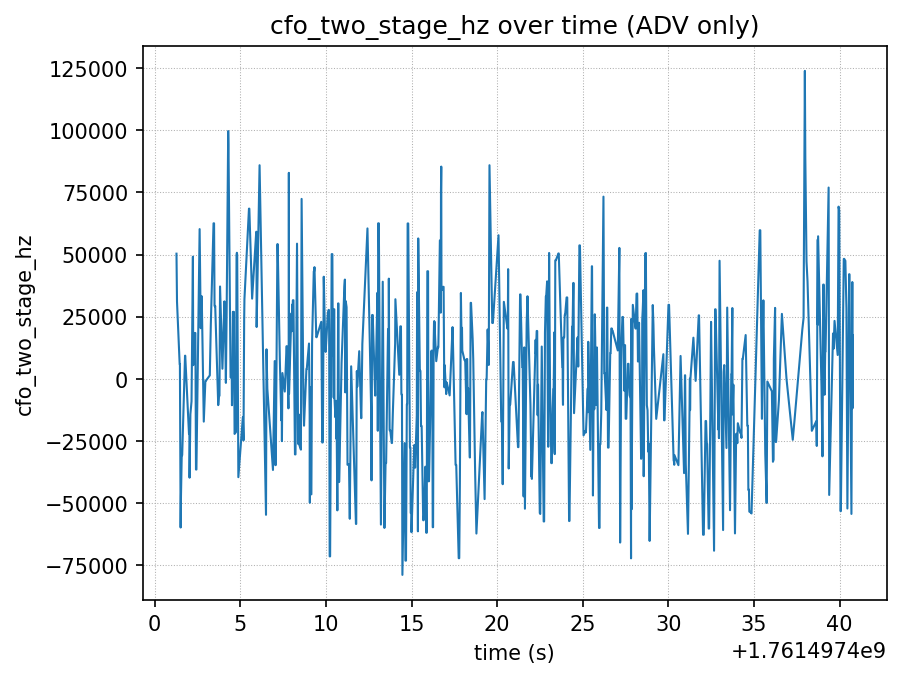 cfo_two_stage_hz over time (ADV only)
125000
100000
75000
50000
25000
0
−25000
−50000
−75000
cfo_two_stage_hz
0 5 10 15 20 25 30 35 40
time (s)
+1.7614974e9